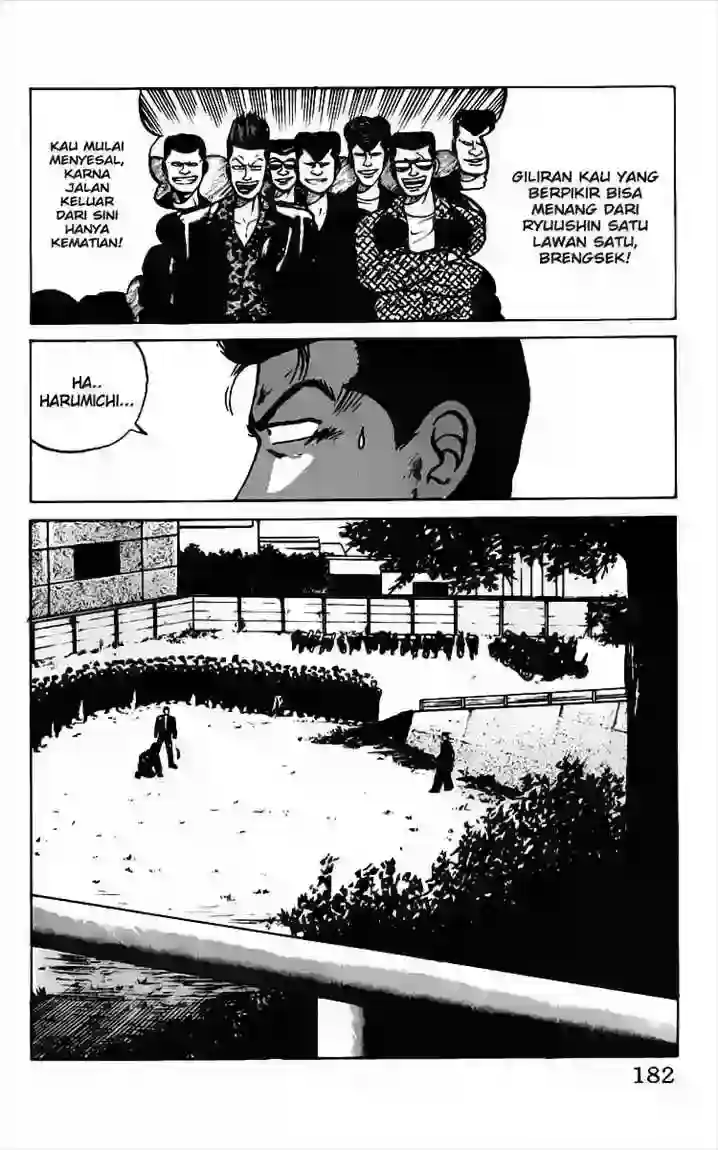 GILIRAN KAU YANG
BERPIKIR BISA
MENANG DARI
RYUUSHIN SATU
LAWAN SATU,
BRENGSEK!
KAU MULAI
MENYESAL,
KARNA
JALAN
KELUAR
DARI SINI
HANYA
KEMATIAN!
HA..
HARUMICHI...
182